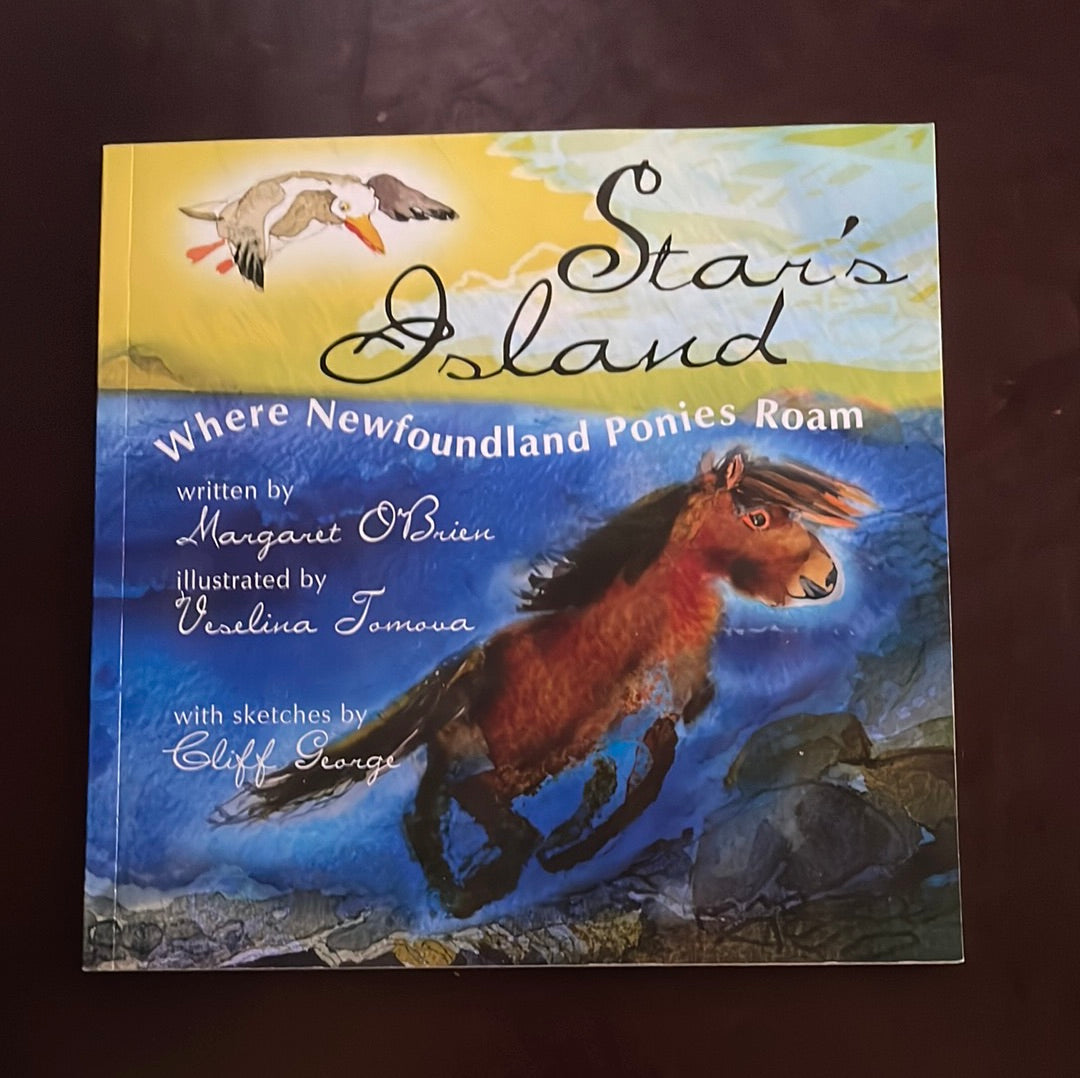 Star's
Island
Where Newfoundland Ponies Roam
written by
Margaret O'Brien
illustrated by
Veselina Tomova
with sketches by
Cliff George